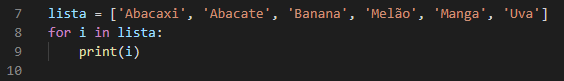 7 lista = ['Abacaxi', 'Abacate', 'Banana', 'Melão', 'Manga', 'Uva']
8 for i in lista:
9     print(i)
10